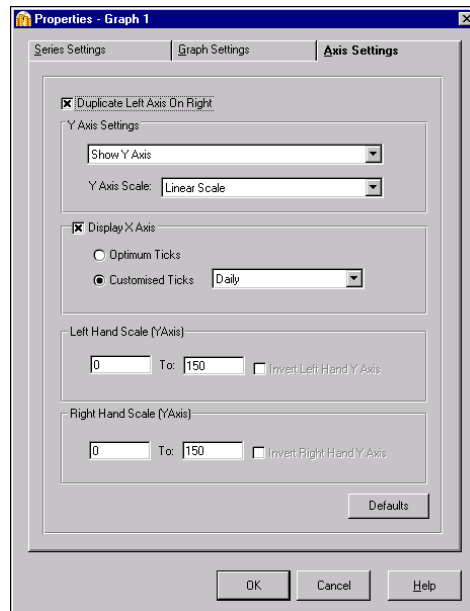 Properties - Graph 1
Series Settings Graph Settings Axis Settings
Duplicate Left Axis On Right
Y Axis Settings
Show Y Axis
Y Axis Scale: Linear Scale
Display X Axis
Optimum Ticks
Customised Ticks Daily
Left Hand Scale (YAxis)
0 To: 150 Invert Left Hand Y Axis
Right Hand Scale (YAxis)
0 To: 150 Invert Right Hand Y Axis
Defaults
OK Cancel Help